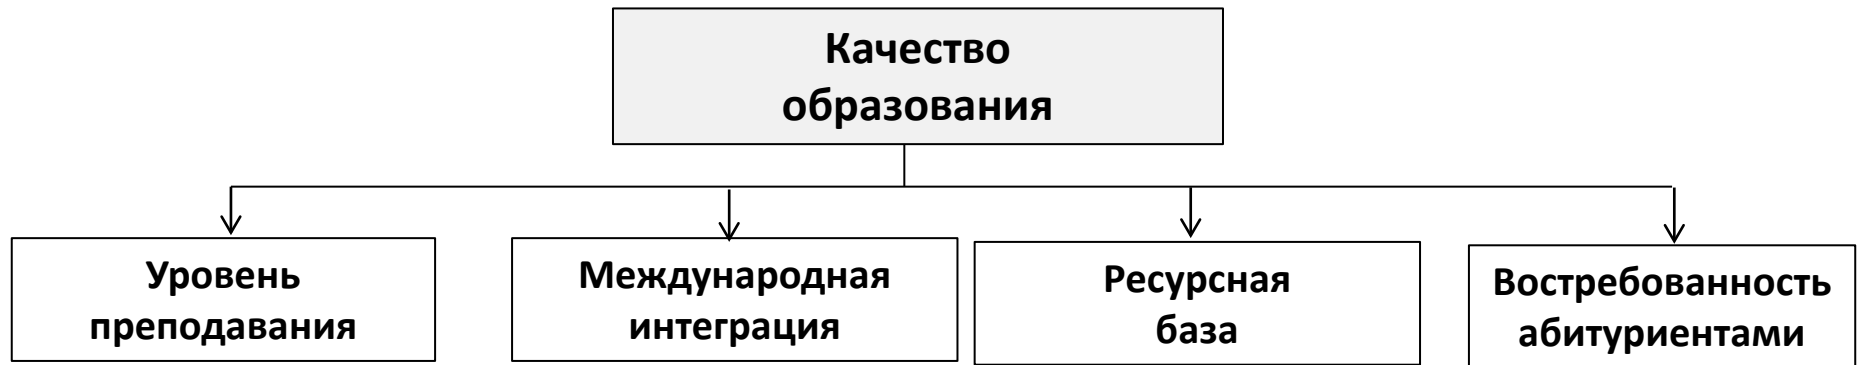 Качество
образования
Уровень
преподавания
Международная
интеграция
Ресурсная
база
Востребованность
абитуриентами